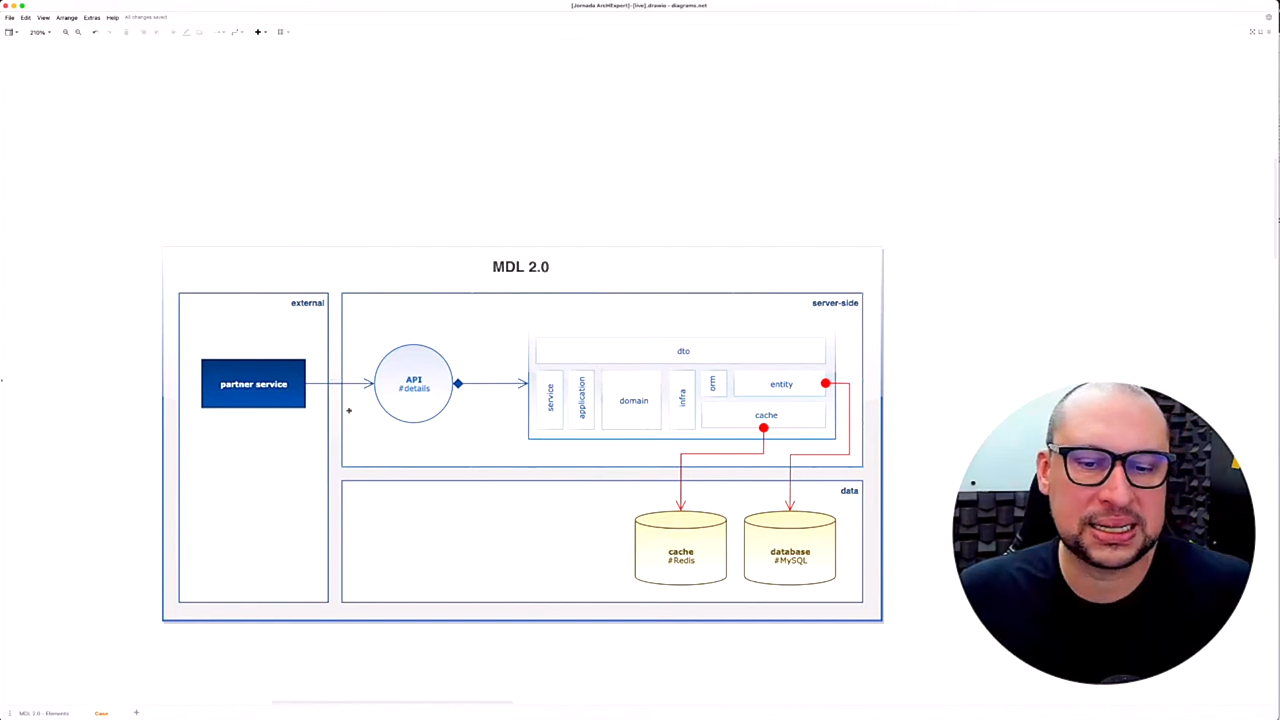 [Jornada ArcHExpert]-[live].drawio - diagrams.net
File Edit View Arrange Extras Help All changes saved
210%
MDL 2.0
external
server-side
partner service
API
#details
dto
service
application
domain
infra
orm
entity
cache
data
cache
#Redis
database
#MySQL
MDL 2.0 - Elements Case